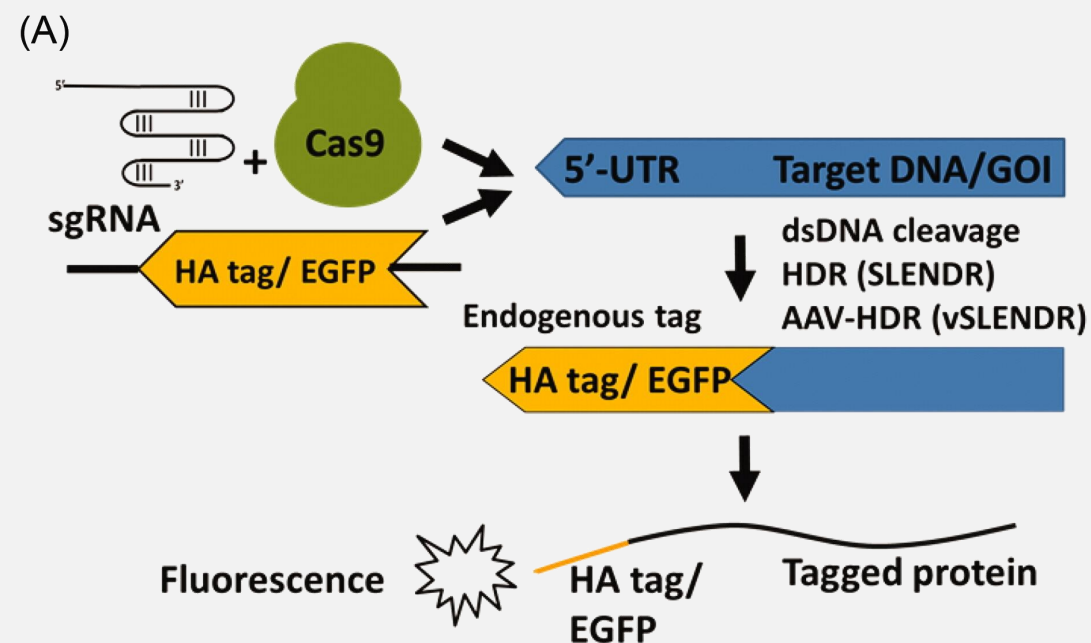 (A)
5'
Cas9
+
3'
sgRNA
HA tag/ EGFP
5'-UTR
Target DNA/GOI
dsDNA cleavage
HDR (SLENDR)
AAV-HDR (vSLENDR)
Endogenous tag
HA tag/ EGFP
Fluorescence
HA tag/
EGFP
Tagged protein